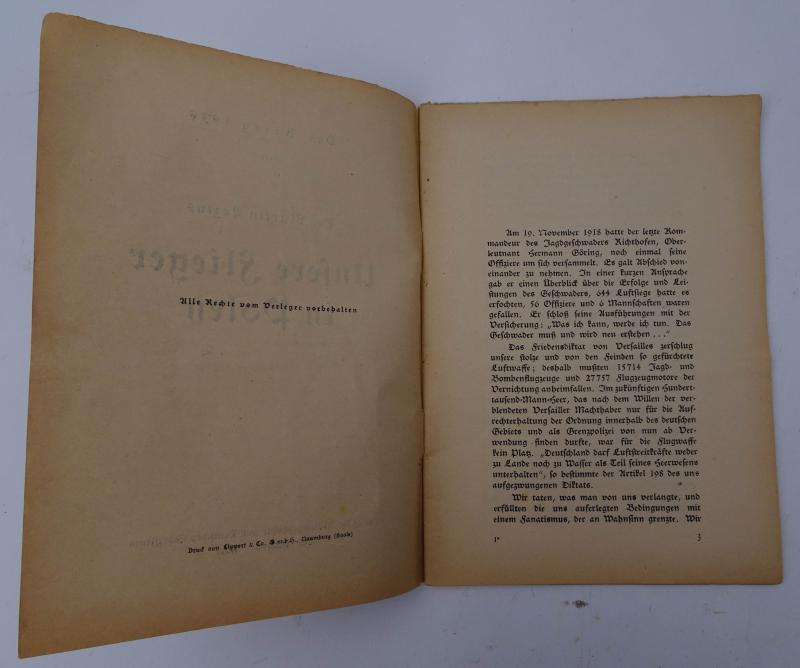 Alle Rechte vom Verleger vorbehalten
Druck von Lippert & Co. G.m.b.H., Naumburg (Saale)
Am 19. November 1918 hatte der letzte Kom-
mandeur des Jagdgeschwaders Richthofen, Ober-
leutnant Hermann Göring, noch einmal seine
Offiziere um sich versammelt. Es galt Abschied von-
einander zu nehmen. In einer kurzen Ansprache
gab er einen Überblick über die Erfolge und Lei-
stungen des Geschwaders, 644 Luftsiege hatte es
erfochten, 56 Offiziere und 6 Mannschaften waren
gefallen. Er schloß seine Ausführungen mit der
Versicherung: „Was ich kann, werde ich tun. Das
Geschwader muß und wird neu erstehen . . .“
Das Friedensdiktat von Versailles zerschlug
unsere stolze und von den Feinden so gefürchtete
Luftwaffe; deshalb mußten 15714 Jagd- und
Bombenflugzeuge und 27757 Flugzeugmotore der
Vernichtung anheimfallen. Im zukünftigen Hundert-
tausend-Mann-Heer, das nach dem Willen der ver-
blendeten Versailler Machthaber nur für die Auf-
rechterhaltung der Ordnung innerhalb des deutschen
Gebiets und als Grenzpolizei von nun ab Ver-
wendung finden durfte, war für die Flugwaffe
kein Platz. „Deutschland darf Luftstreitkräfte weder
zu Lande noch zu Wasser als Teil seines Heerwesens
unterhalten“, so bestimmte der Artikel 198 des uns
aufgezwungenen Diktats.
Wir taten, was man von uns verlangte, und
erfüllten die uns auferlegten Bedingungen mit
einem Fanatismus, der an Wahnsinn grenzte. Wir
1*
3